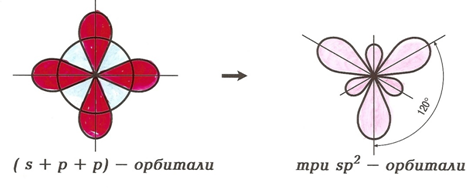 120°
( s + p + p) – орбитали
три sp² – орбитали